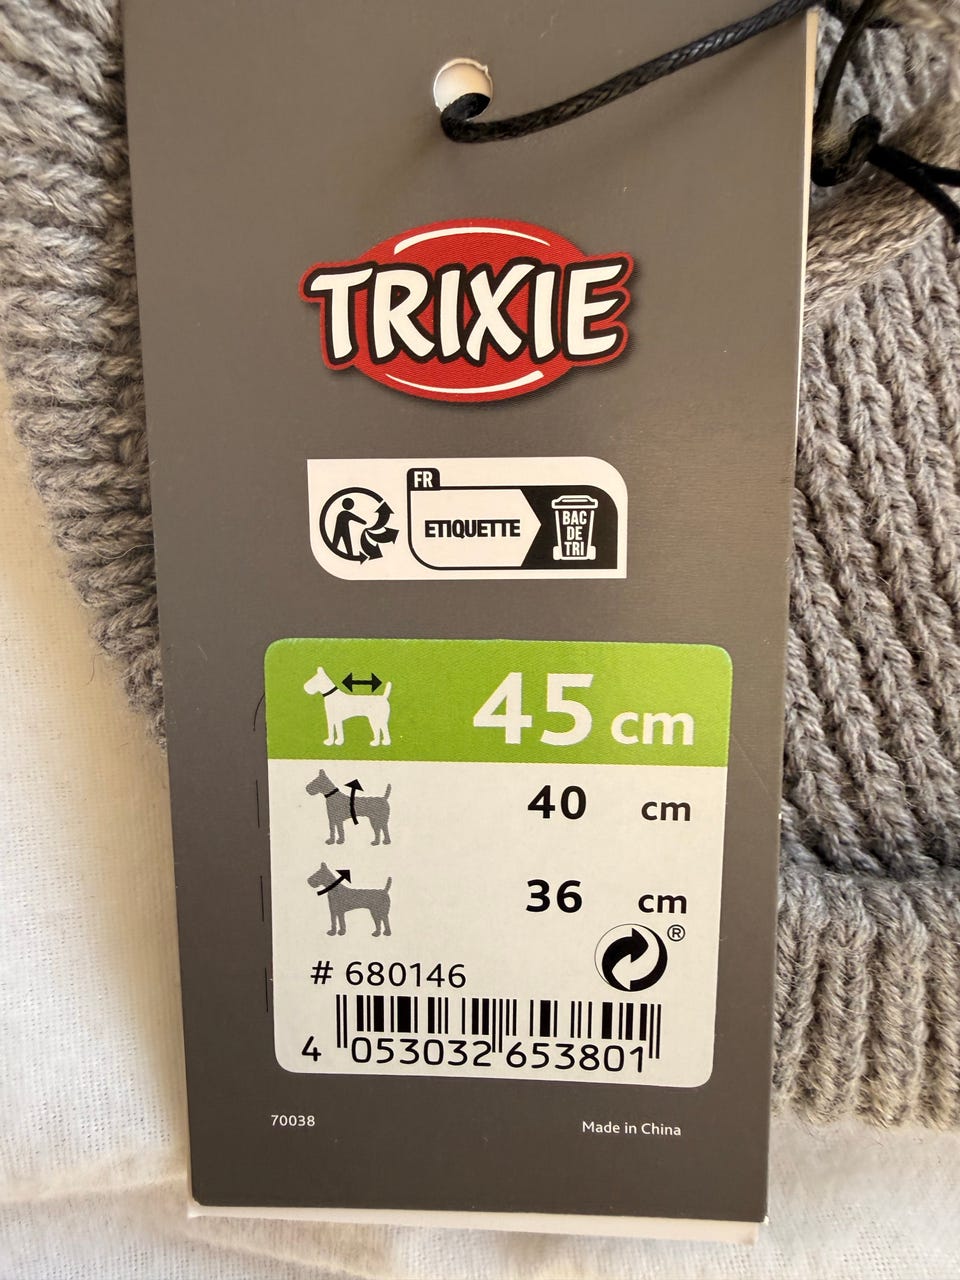 TRIXIE
FR
ETIQUETTE
BAC
DE
TRI
45 cm
40 cm
36 cm
®
# 680146
4 053032 653801
70038
Made in China